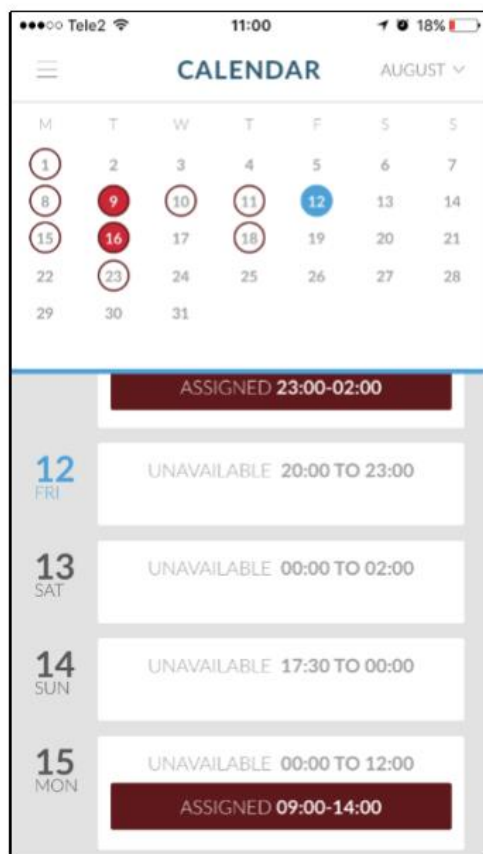 Tele2 11:00 18%
CALENDAR AUGUST
M T W T F S S
1 2 3 4 5 6 7
8 9 10 11 12 13 14
15 16 17 18 19 20 21
22 23 24 25 26 27 28
29 30 31
ASSIGNED 23:00-02:00
12 UNAVAILABLE 20:00 TO 23:00
FRI
13 UNAVAILABLE 00:00 TO 02:00
SAT
14 UNAVAILABLE 17:30 TO 00:00
SUN
15 UNAVAILABLE 00:00 TO 12:00
MON
ASSIGNED 09:00-14:00